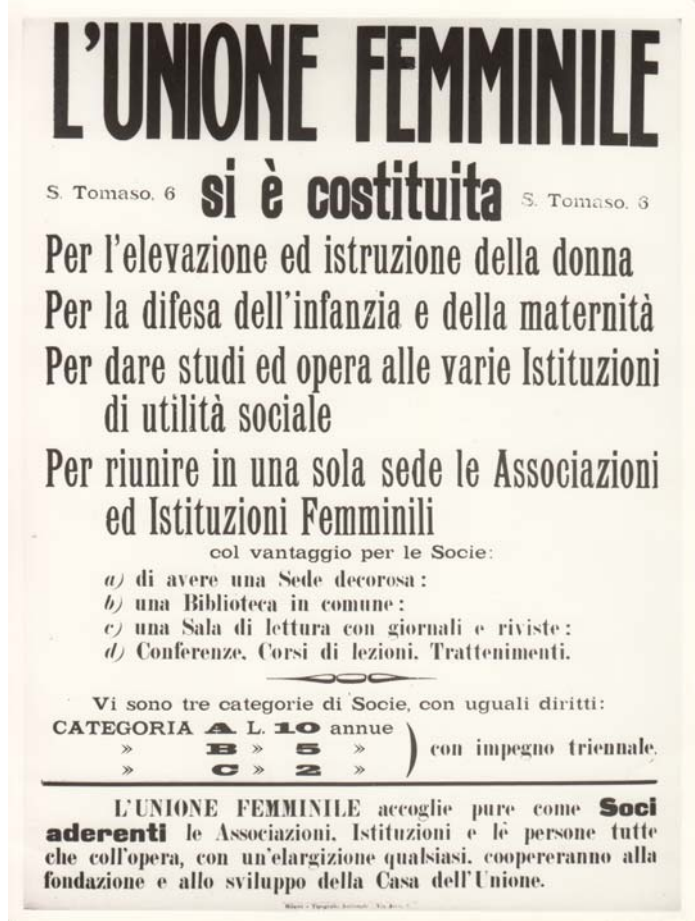 L'UNIONE FEMMINILE
S. Tomaso, 6 si è costituita S. Tomaso, 6
Per l'elevazione ed istruzione della donna
Per la difesa dell'infanzia e della maternità
Per dare studi ed opera alle varie Istituzioni
di utilità sociale
Per riunire in una sola sede le Associazioni
ed Istituzioni Femminili
col vantaggio per le Socie:
a) di avere una Sede decorosa:
b) una Biblioteca in comune:
c) una Sala di lettura con giornali e riviste:
d) Conferenze. Corsi di lezioni. Trattenimenti.
Vi sono tre categorie di Socie, con uguali diritti:
CATEGORIA A L. 10 annue
» B » 5 » ) con impegno triennale.
» C » 2 »
L'UNIONE FEMMINILE accoglie pure come Soci
aderenti le Associazioni. Istituzioni e le persone tutte
che coll'opera, con un'elargizione qualsiasi. coopereranno alla
fondazione e allo sviluppo della Casa dell'Unione.